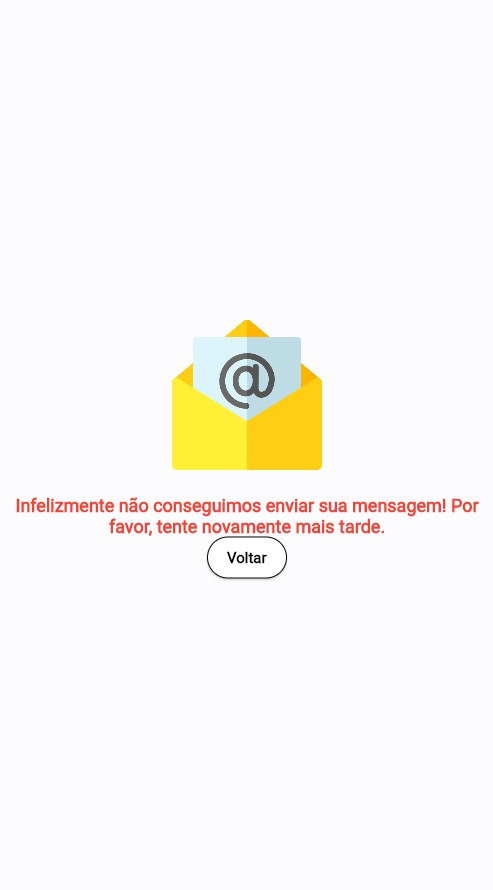 @
Infelizmente não conseguimos enviar sua mensagem! Por
favor, tente novamente mais tarde.
Voltar